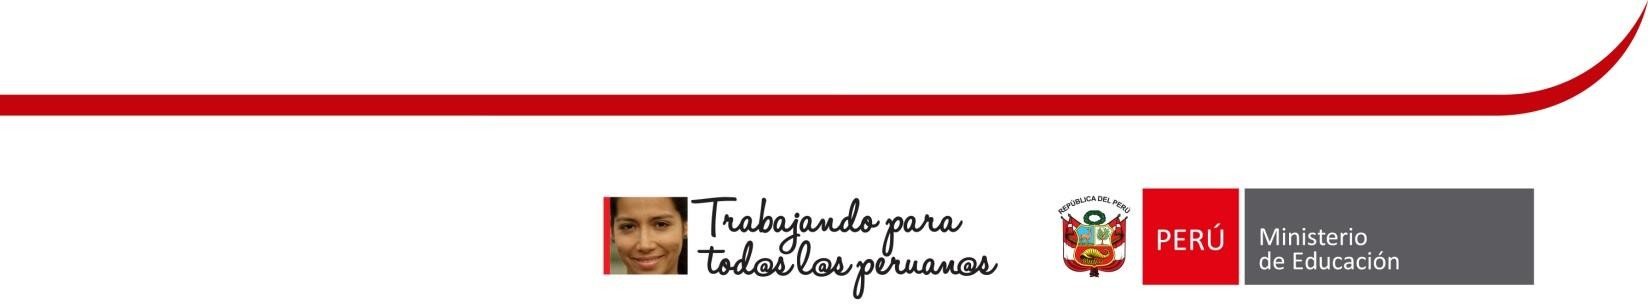 Trabajando para
tod@s l@s peruan@s
REPÚBLICA DEL PERÚ
PERÚ
Ministerio
de Educación